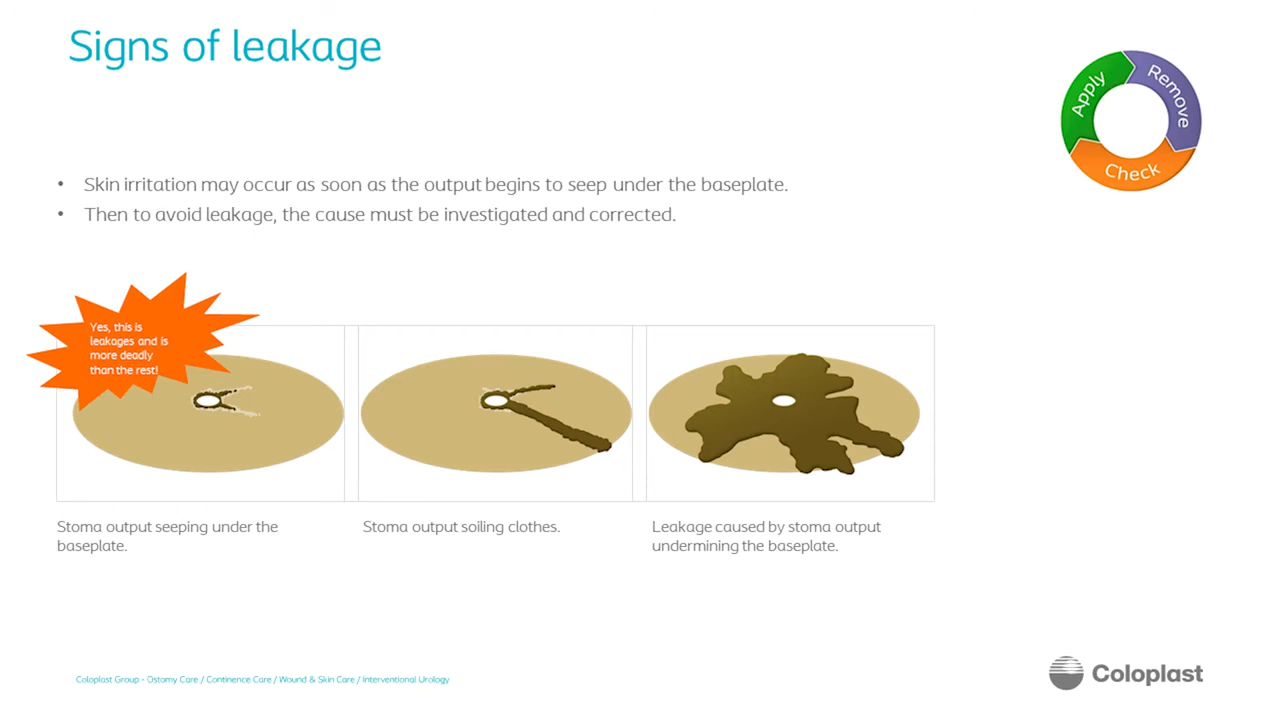 Signs of leakage
Apply
Remove
Check
• Skin irritation may occur as soon as the output begins to seep under the baseplate.
• Then to avoid leakage, the cause must be investigated and corrected.
Yes, this is
leakages and is
more deadly
than the rest!
Stoma output seeping under the
baseplate.
Stoma output soiling clothes.
Leakage caused by stoma output
undermining the baseplate.
Coloplast Group - Ostomy Care / Continence Care / Wound & Skin Care / Interventional Urology
Coloplast